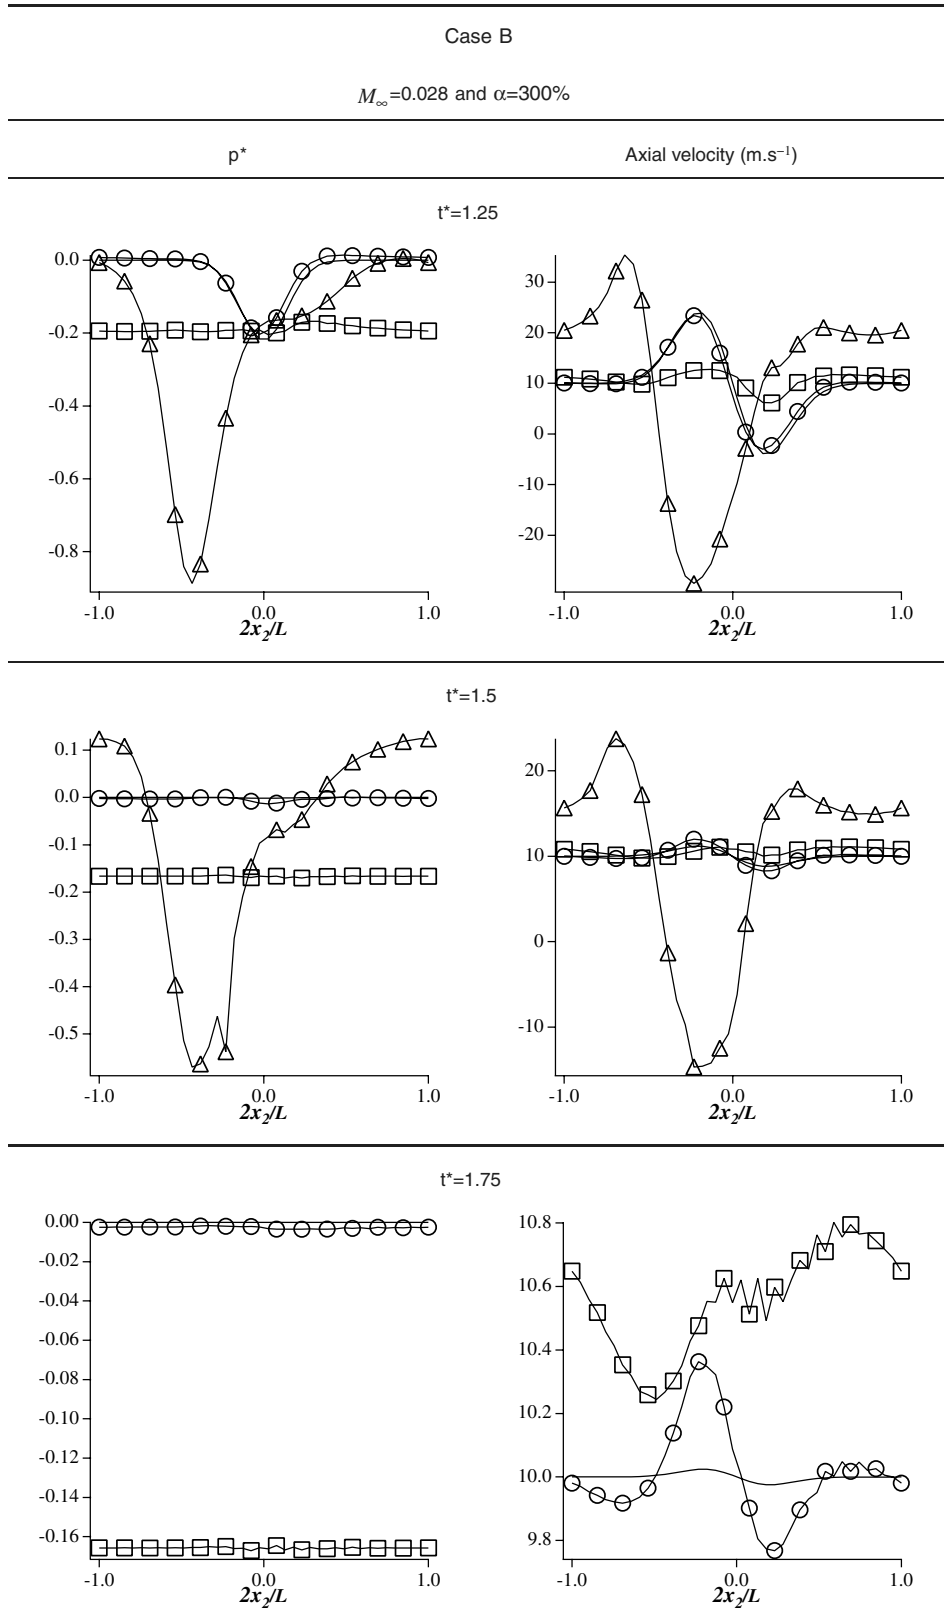 Case B
M∞=0.028 and α=300%
p*
Axial velocity (m.s⁻¹)
t*=1.25
0.0
-0.2
-0.4
-0.6
-0.8
-1.0 0.0 1.0
2x₂/L
30
20
10
0
-10
-20
-1.0 0.0 1.0
2x₂/L
t*=1.5
0.1
0.0
-0.1
-0.2
-0.3
-0.4
-0.5
-1.0 0.0 1.0
2x₂/L
20
10
0
-10
-1.0 0.0 1.0
2x₂/L
t*=1.75
0.00
-0.02
-0.04
-0.06
-0.08
-0.10
-0.12
-0.14
-0.16
-1.0 0.0 1.0
2x₂/L
10.8
10.6
10.4
10.2
10.0
9.8
-1.0 0.0 1.0
2x₂/L